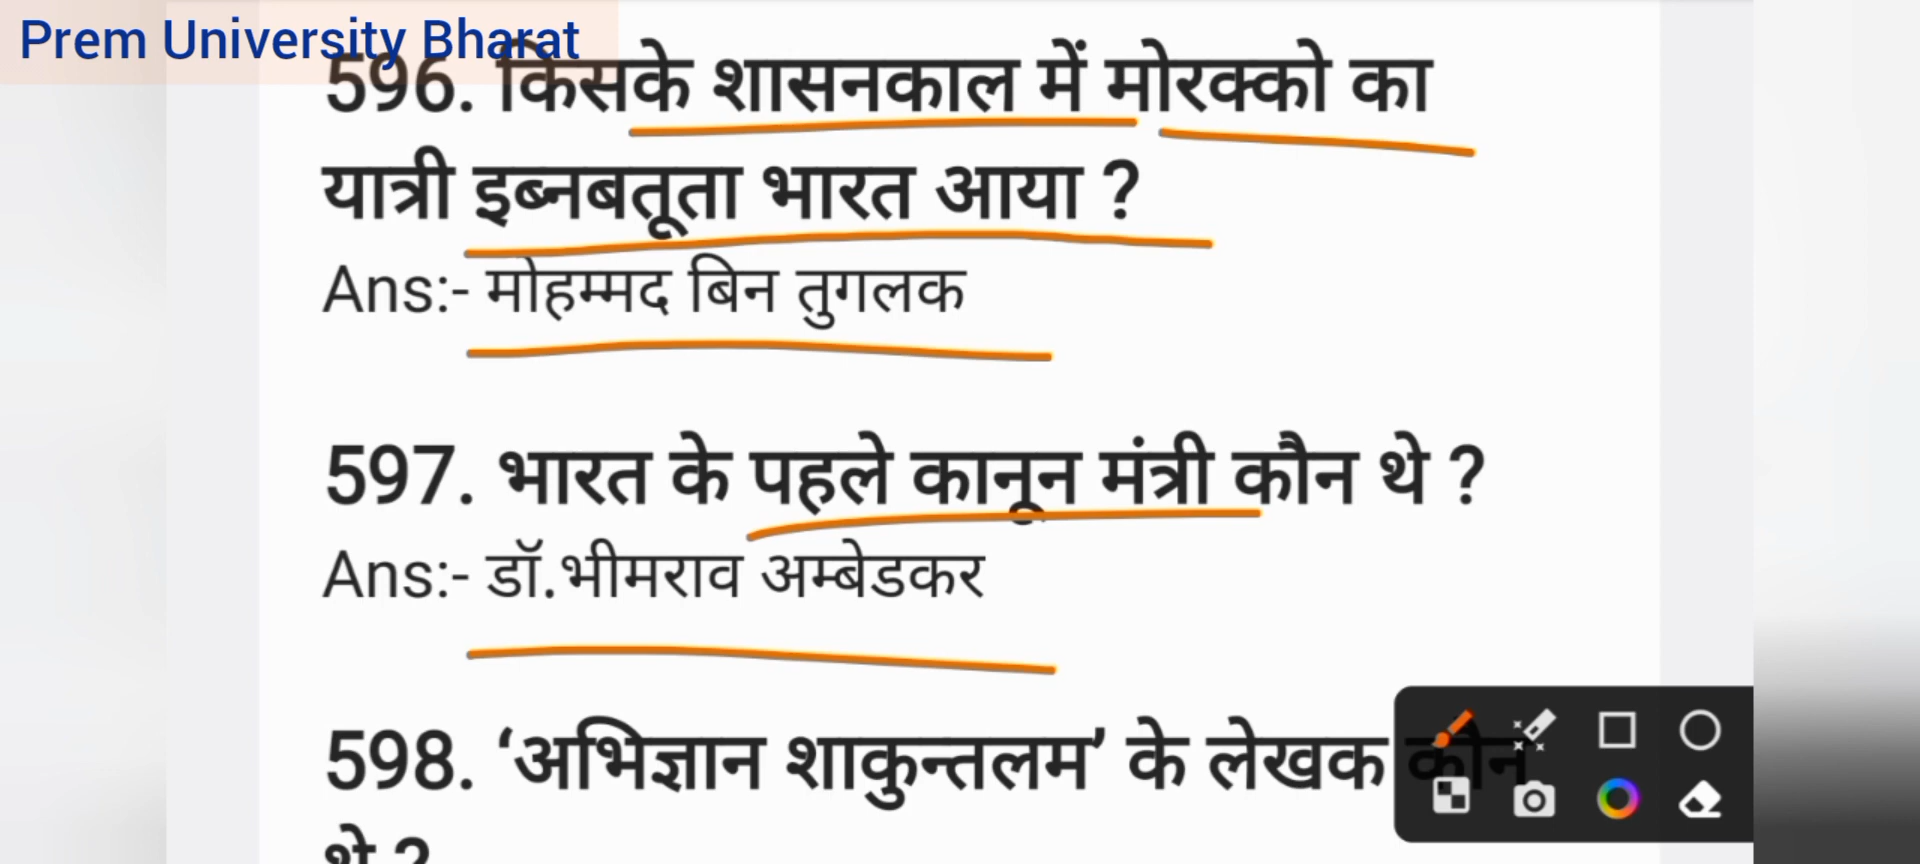 Prem University Bharat
596. किसके शासनकाल में मोरक्को का
यात्री इब्नबतूता भारत आया ?
Ans:- मोहम्मद बिन तुगलक
597. भारत के पहले कानून मंत्री कौन थे ?
Ans:- डॉ.भीमराव अम्बेडकर
598. ‘अभिज्ञान शाकुन्तलम’ के लेखक कौन
थे ?